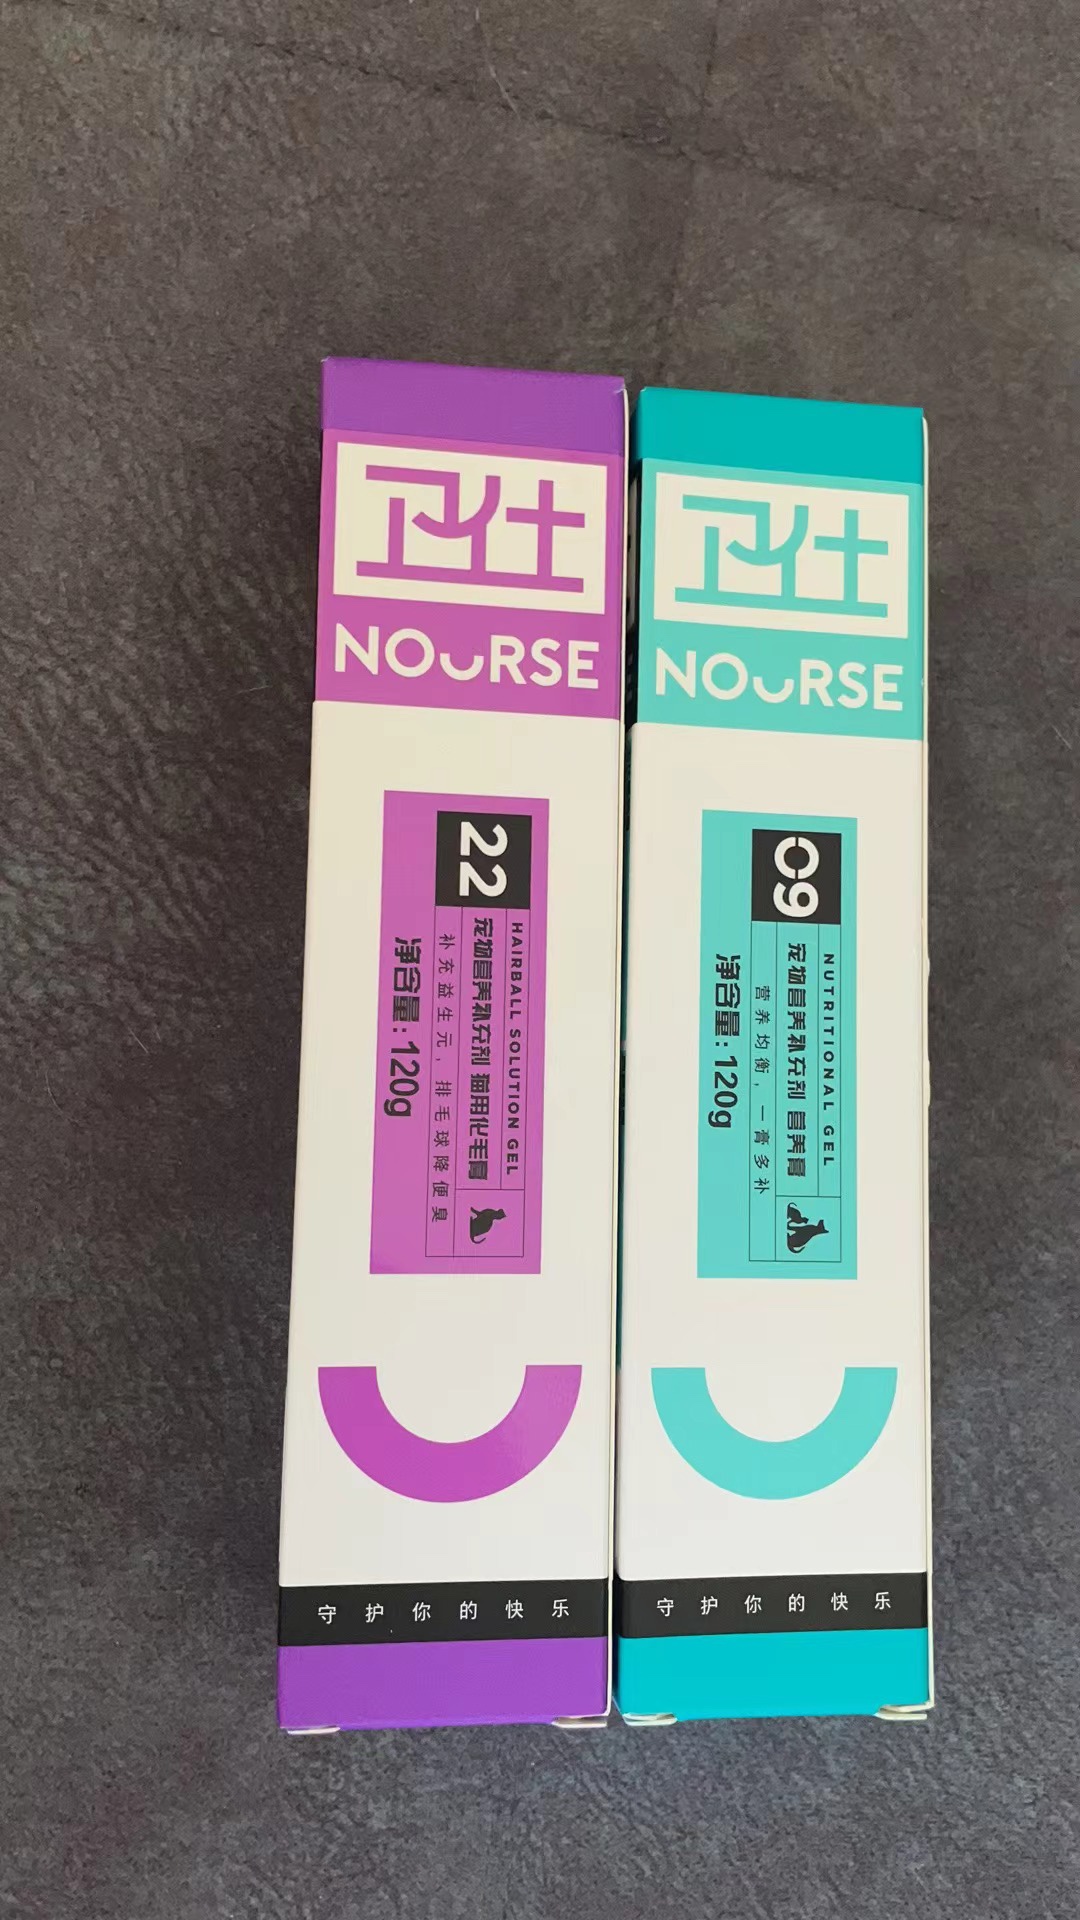 卫仕
NOURSE
22
HAIRBALL SOLUTION GEL
宠物营养补充剂 猫用化毛膏
补充益生元，排毛球降便臭
净含量：120g
守护你的快乐
卫仕
NOURSE
09
NUTRITIONAL GEL
宠物营养补充剂 营养膏
营养均衡，一膏多补
净含量：120g
守护你的快乐